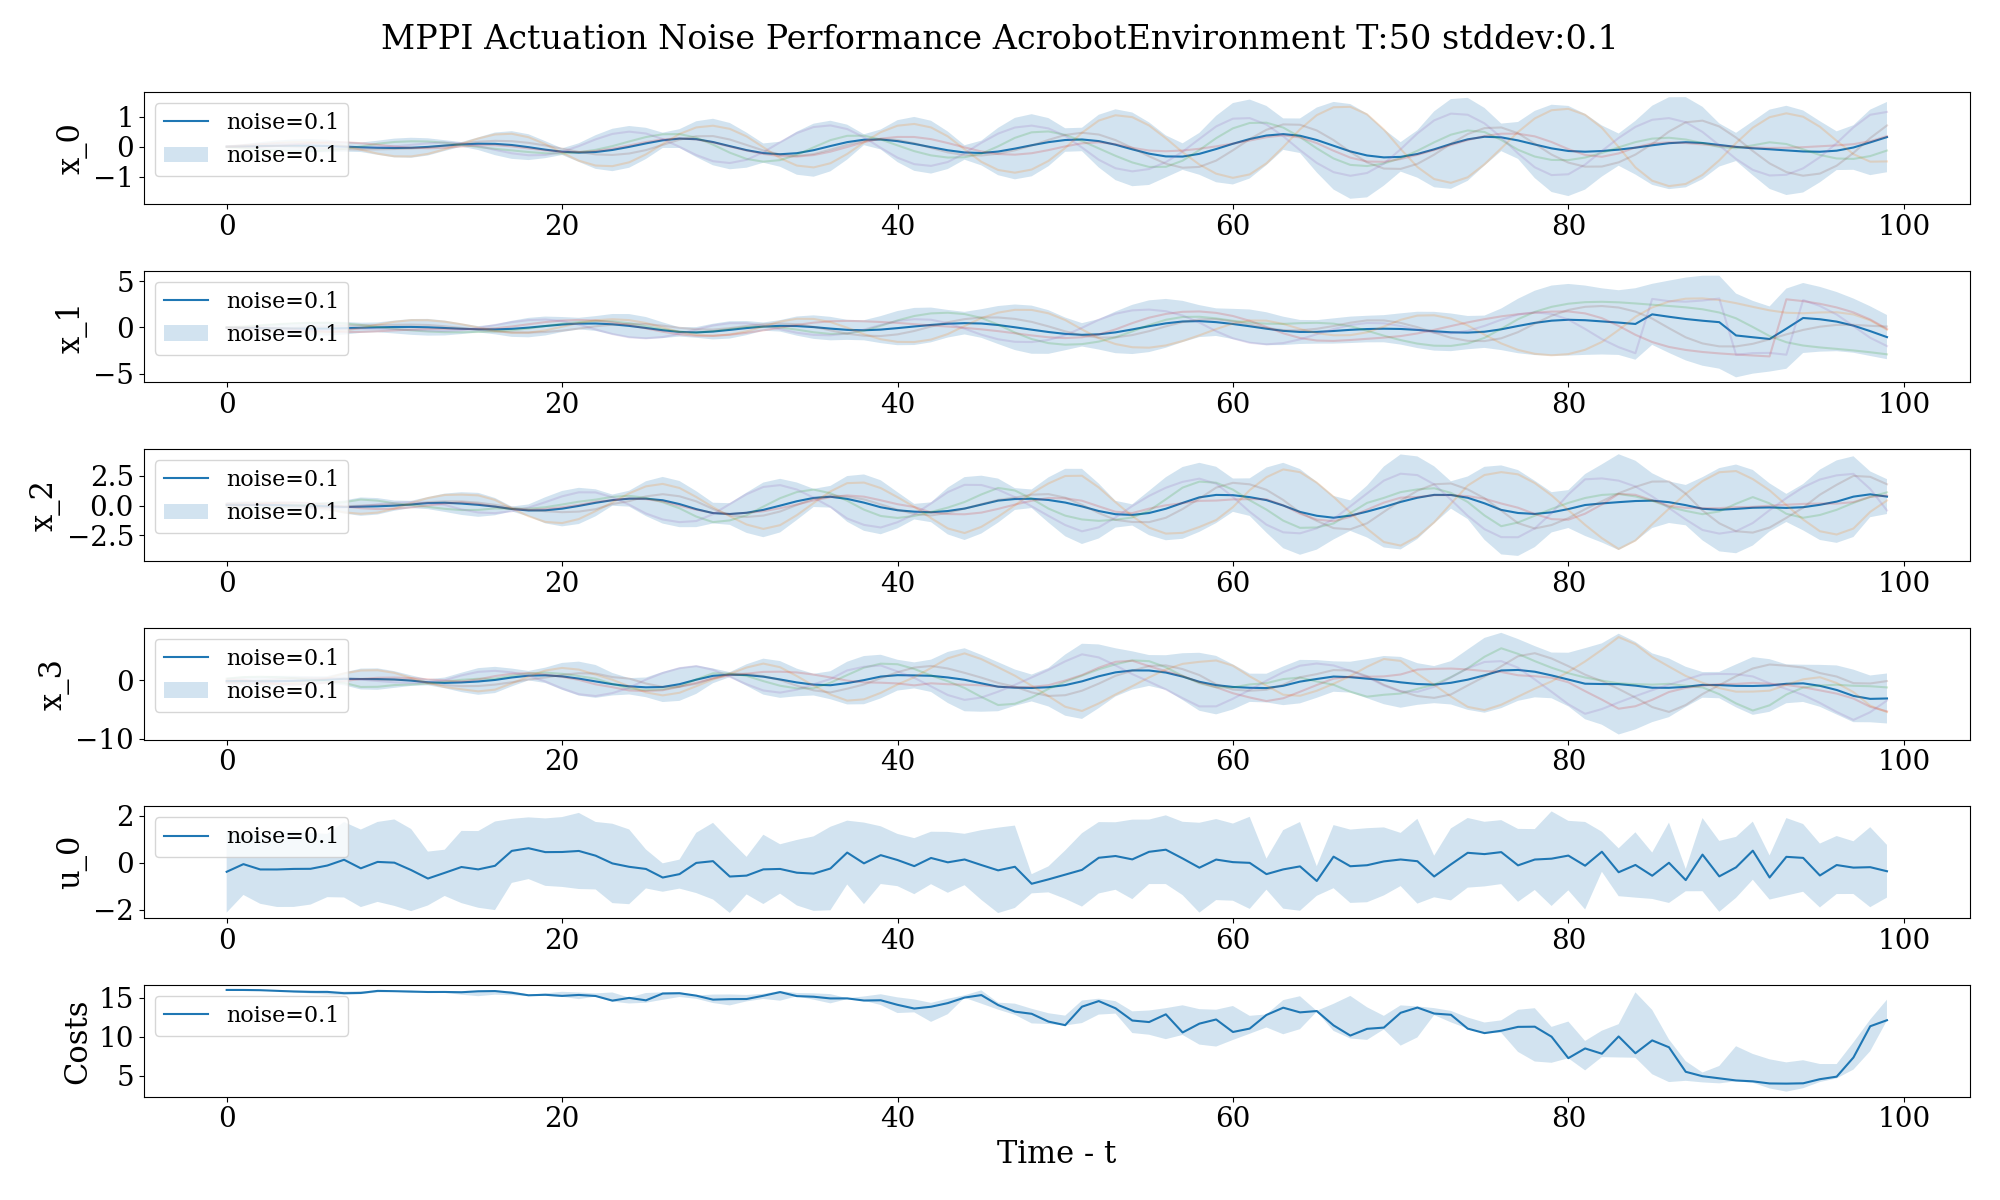 MPPI Actuation Noise Performance AcrobotEnvironment T:50 stddev:0.1
x_0
1
0
−1
noise=0.1
noise=0.1
0 20 40 60 80 100
x_1
5
0
−5
noise=0.1
noise=0.1
0 20 40 60 80 100
x_2
2.5
0.0
−2.5
noise=0.1
noise=0.1
0 20 40 60 80 100
x_3
0
−10
noise=0.1
noise=0.1
0 20 40 60 80 100
u_0
2
0
−2
noise=0.1
0 20 40 60 80 100
Costs
15
10
5
noise=0.1
0 20 40 60 80 100
Time - t